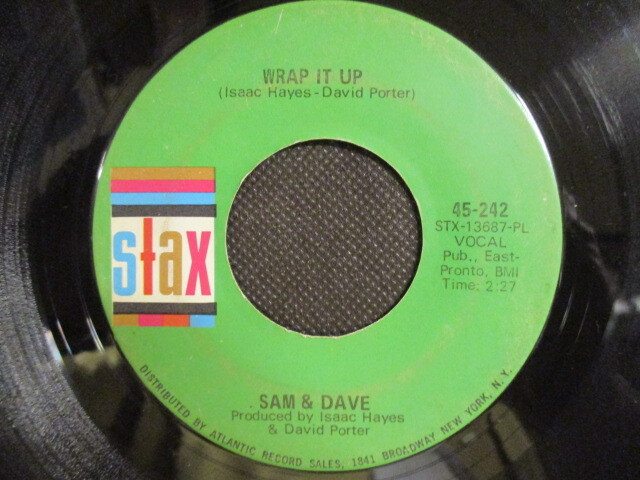 WRAP IT UP
(Isaac Hayes-David Porter)
stax
45-242
STX-13687-PL
VOCAL
Pub., East-
Pronto, BMI
Time: 2:27
SAM & DAVE
Produced by Isaac Hayes
& David Porter
DISTRIBUTED BY ATLANTIC RECORD SALES, 1841 BROADWAY NEW YORK, N.Y.